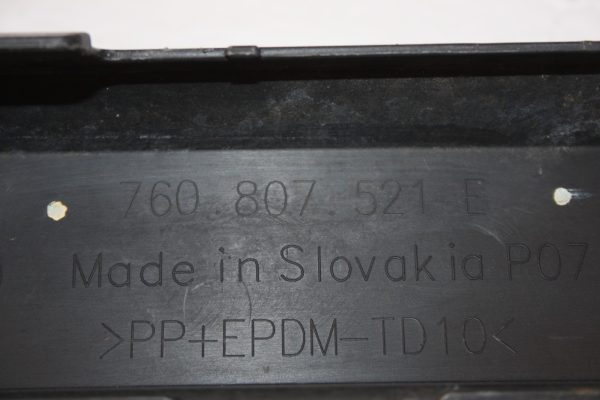 760.807.521 E
Made in Slovakia P07
>PP+EPDM-TD10<